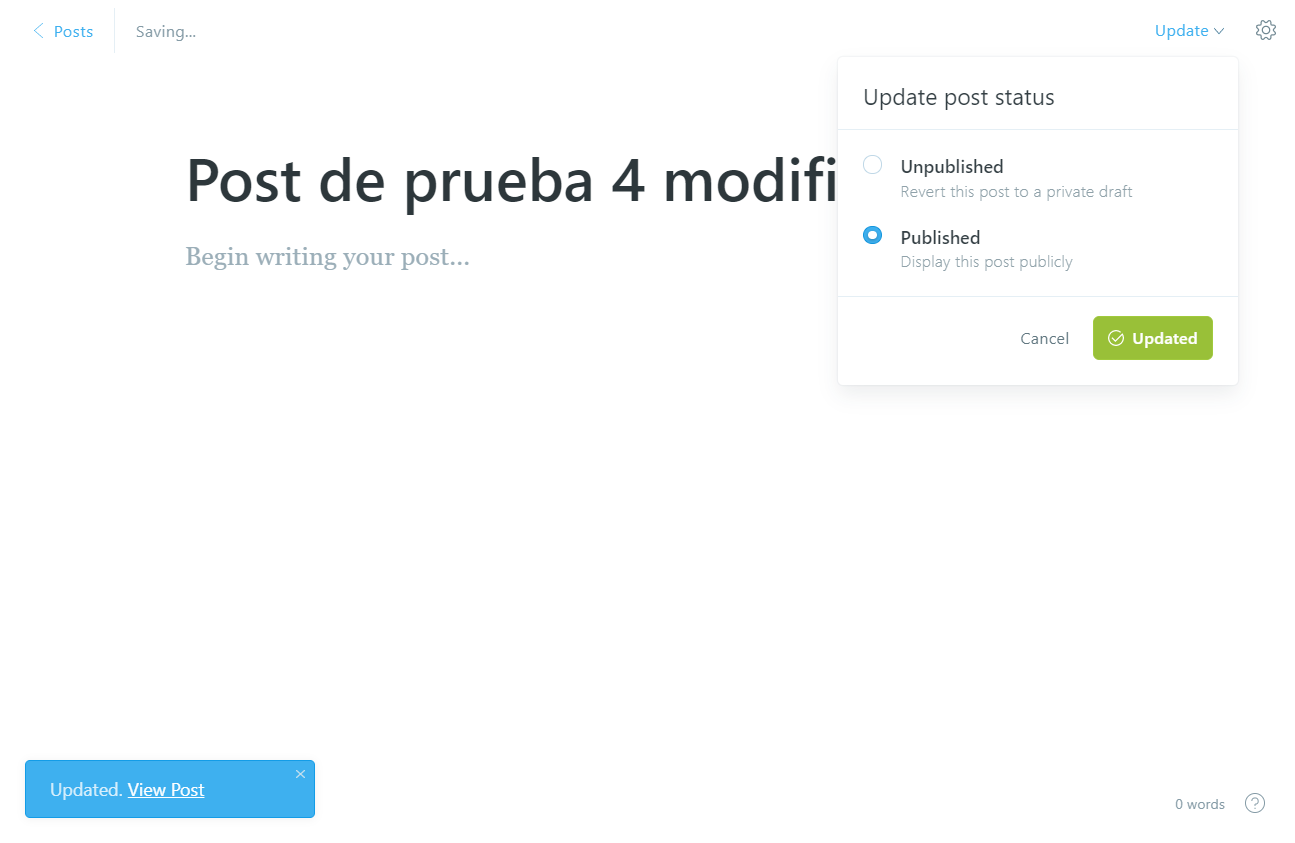 Posts
Saving...
Update
Update post status
Post de prueba 4 modifi
Unpublished
Revert this post to a private draft
Published
Display this post publicly
Begin writing your post...
Cancel
Updated
Updated. View Post
0 words